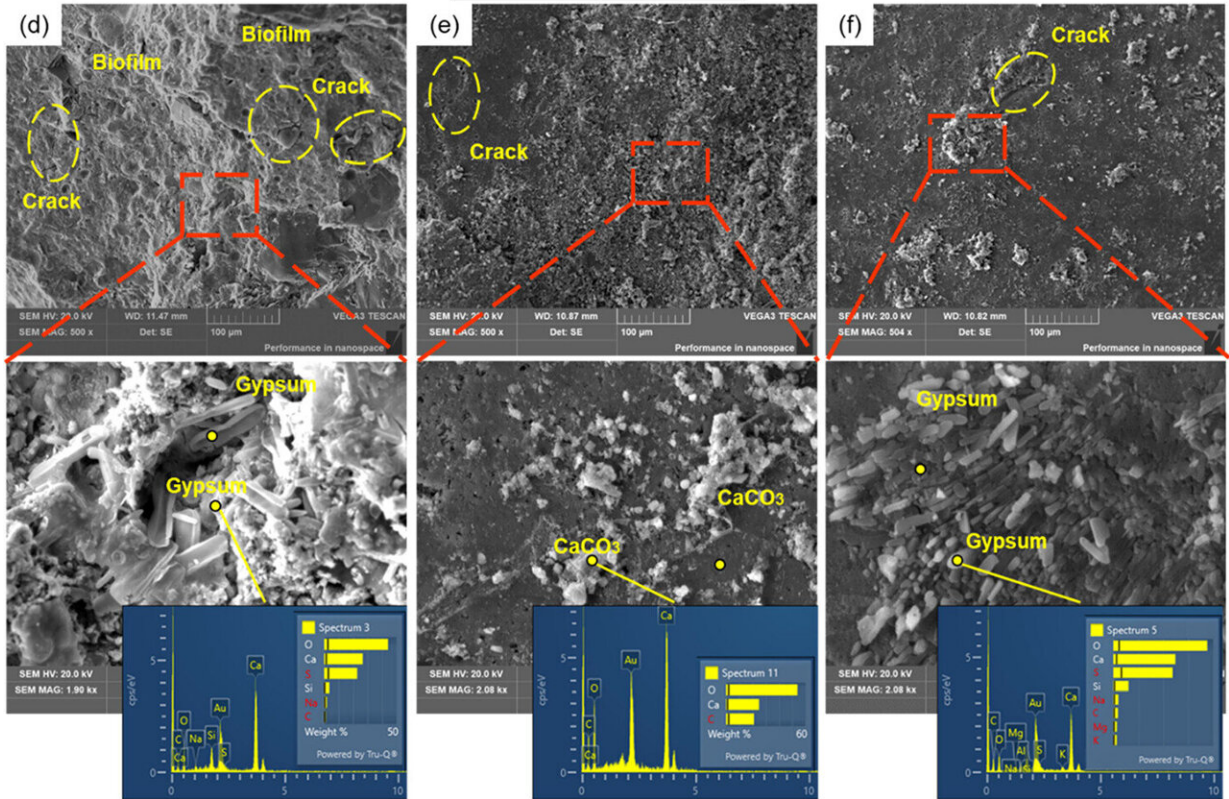 (d)
Biofilm
Biofilm
Crack
Crack
SEM HV: 20.0 kV WD: 11.47 mm VEGA3 TESCAN
SEM MAG: 500 x Det: SE 100 µm
Performance in nanospace
(e)
Crack
SEM HV: 20.0 kV WD: 10.87 mm VEGA3 TESCAN
SEM MAG: 500 x Det: SE 100 µm
Performance in nanospace
(f)
Crack
SEM HV: 20.0 kV WD: 10.82 mm VEGA3 TESCAN
SEM MAG: 504 x Det: SE 100 µm
Performance in nanospace
Gypsum
Gypsum
SEM HV: 20.0 kV
SEM MAG: 1.90 kx
cps/eV
5
0
O
C
Ca
Na
Si
Au
S
Ca
Spectrum 3
O
Ca
S
Si
Na
C
Weight % 50
Powered by Tru-Q®
0 10
CaCO3
CaCO3
SEM HV: 20.0 kV
SEM MAG: 2.08 kx
cps/eV
5
0
O
C
Ca
Au
Ca
Spectrum 11
O
Ca
C
Weight % 60
Powered by Tru-Q®
0 10
Gypsum
Gypsum
SEM HV: 20.0 kV
SEM MAG: 2.08 kx
cps/eV
5
0
C
O
Mg
Al
Na
Si
Au
S
K
Ca
Spectrum 5
O
Ca
S
Si
Na
C
Mg
K
Powered by Tru-Q®
0 10